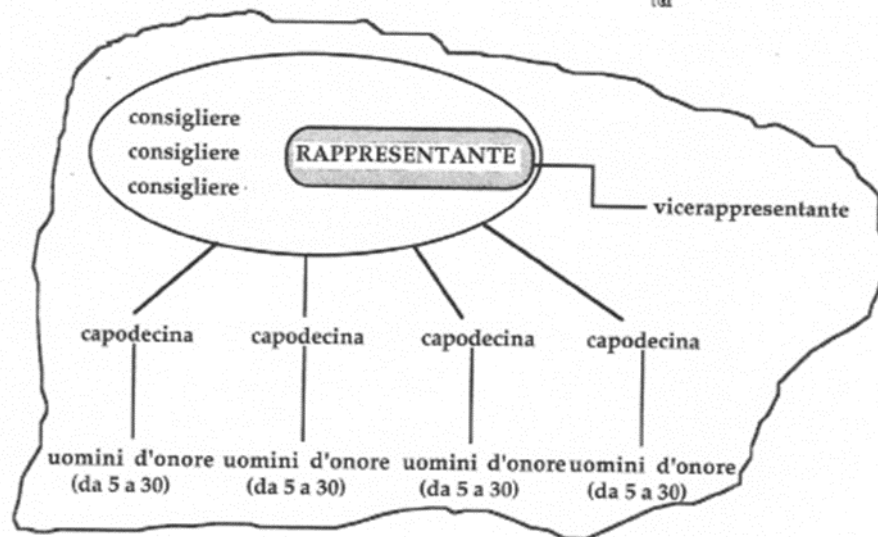 consigliere
consigliere
consigliere
RAPPRESENTANTE
vicerappresentante
capodecina capodecina capodecina capodecina
uomini d'onore uomini d'onore uomini d'onore uomini d'onore
(da 5 a 30) (da 5 a 30) (da 5 a 30) (da 5 a 30)